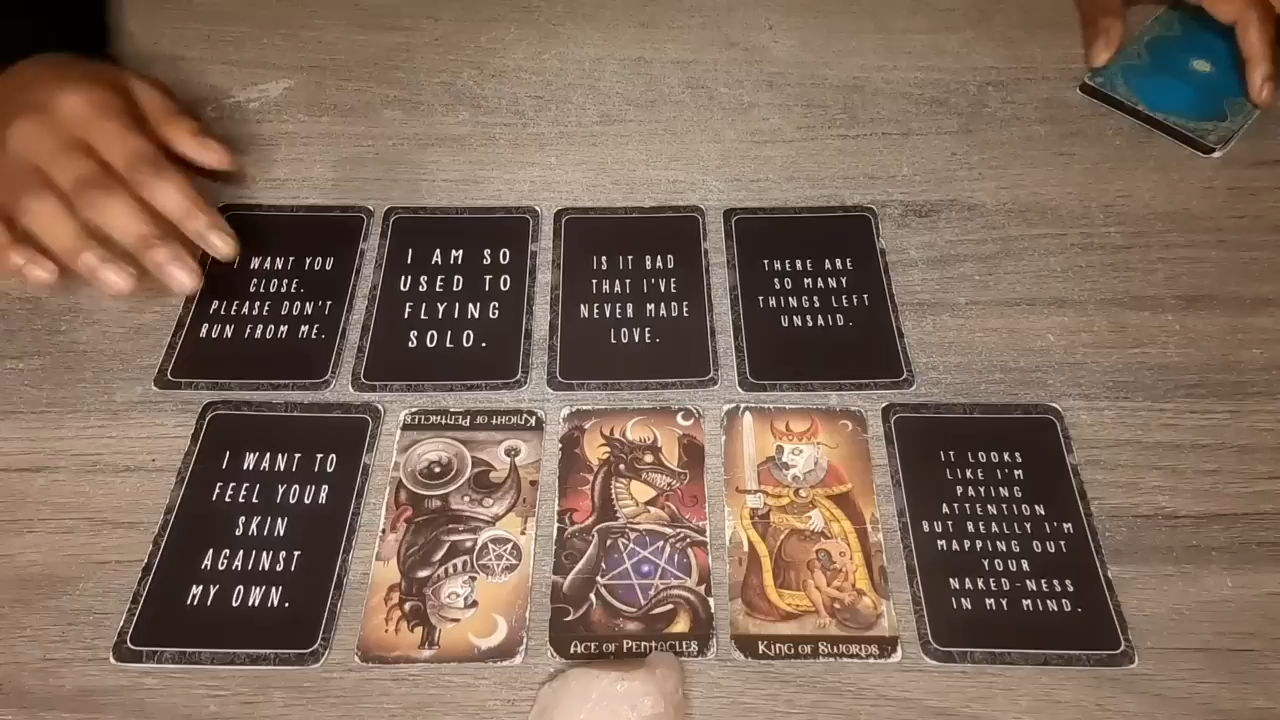 I WANT YOU
CLOSE.
PLEASE DON'T
RUN FROM ME.
I AM SO
USED TO
FLYING
SOLO.
IS IT BAD
THAT I'VE
NEVER MADE
LOVE.
THERE ARE
SO MANY
THINGS LEFT
UNSAID.
I WANT TO
FEEL YOUR
SKIN
AGAINST
MY OWN.
KNIGHT OF PENTACLES
ACE OF PENTACLES
KING OF SWORDS
IT LOOKS
LIKE I'M
PAYING
ATTENTION
BUT REALLY I'M
MAPPING OUT
YOUR
NAKED-NESS
IN MY MIND.